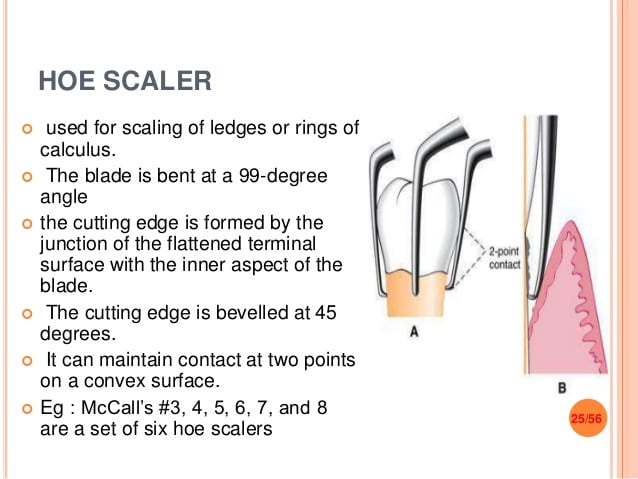 HOE SCALER
used for scaling of ledges or rings of
calculus.
The blade is bent at a 99-degree
angle
the cutting edge is formed by the
junction of the flattened terminal
surface with the inner aspect of the
blade.
The cutting edge is bevelled at 45
degrees.
It can maintain contact at two points
on a convex surface.
Eg : McCall's #3, 4, 5, 6, 7, and 8
are a set of six hoe scalers
2-point
contact
A
B
25/56